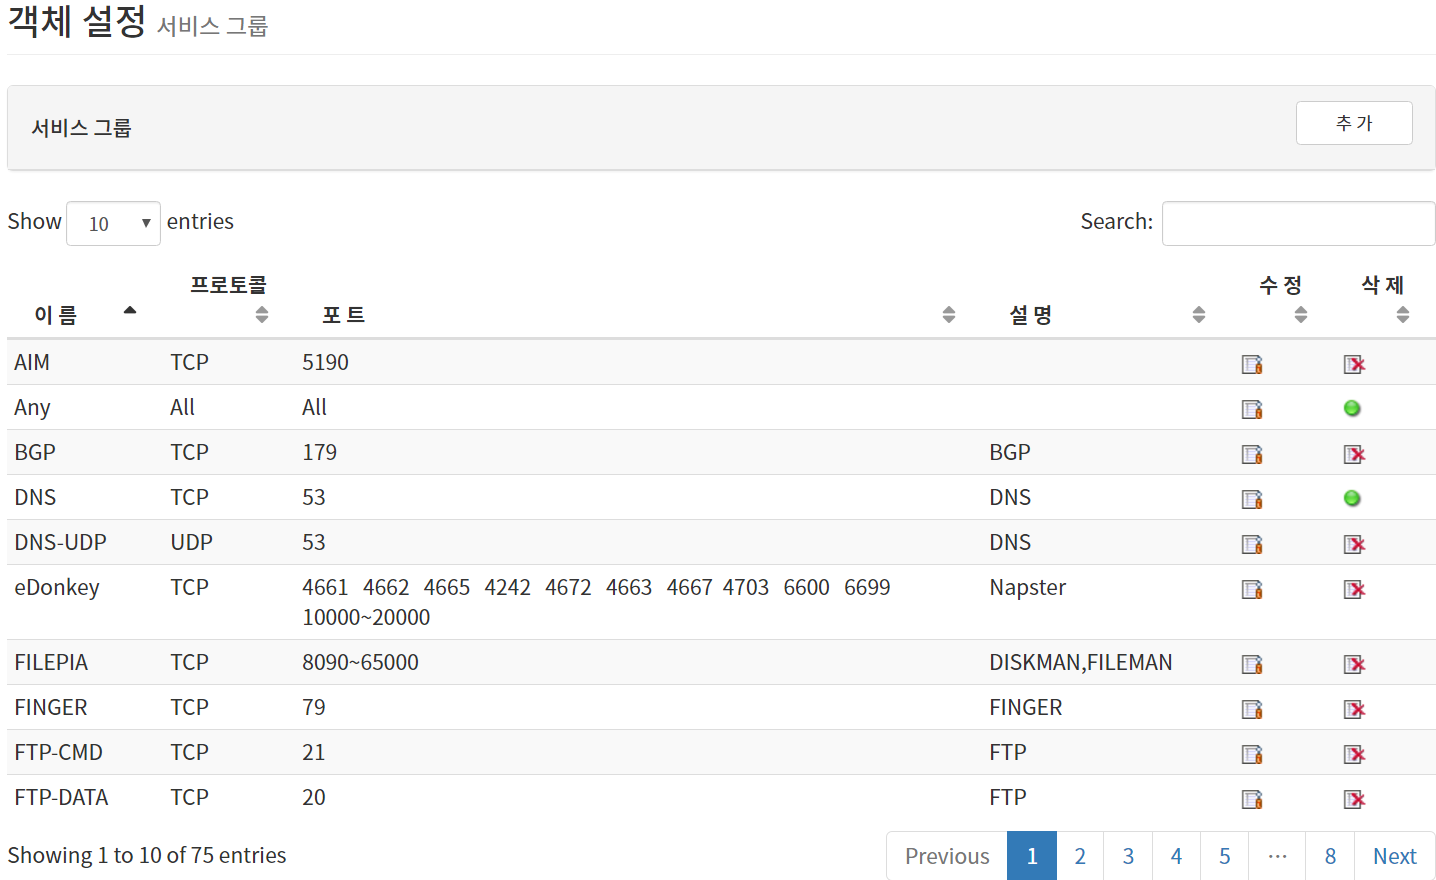 객체 설정 서비스 그룹
서비스 그룹
추 가
Show 10 entries
Search:
이 름 프로토콜 포 트 설 명 수 정 삭 제
AIM TCP 5190
Any All All
BGP TCP 179 BGP
DNS TCP 53 DNS
DNS-UDP UDP 53 DNS
eDonkey TCP 4661 4662 4665 4242 4672 4663 4667 4703 6600 6699 Napster
10000~20000
FILEPIA TCP 8090~65000 DISKMAN,FILEMAN
FINGER TCP 79 FINGER
FTP-CMD TCP 21 FTP
FTP-DATA TCP 20 FTP
Showing 1 to 10 of 75 entries
Previous 1 2 3 4 5 ... 8 Next